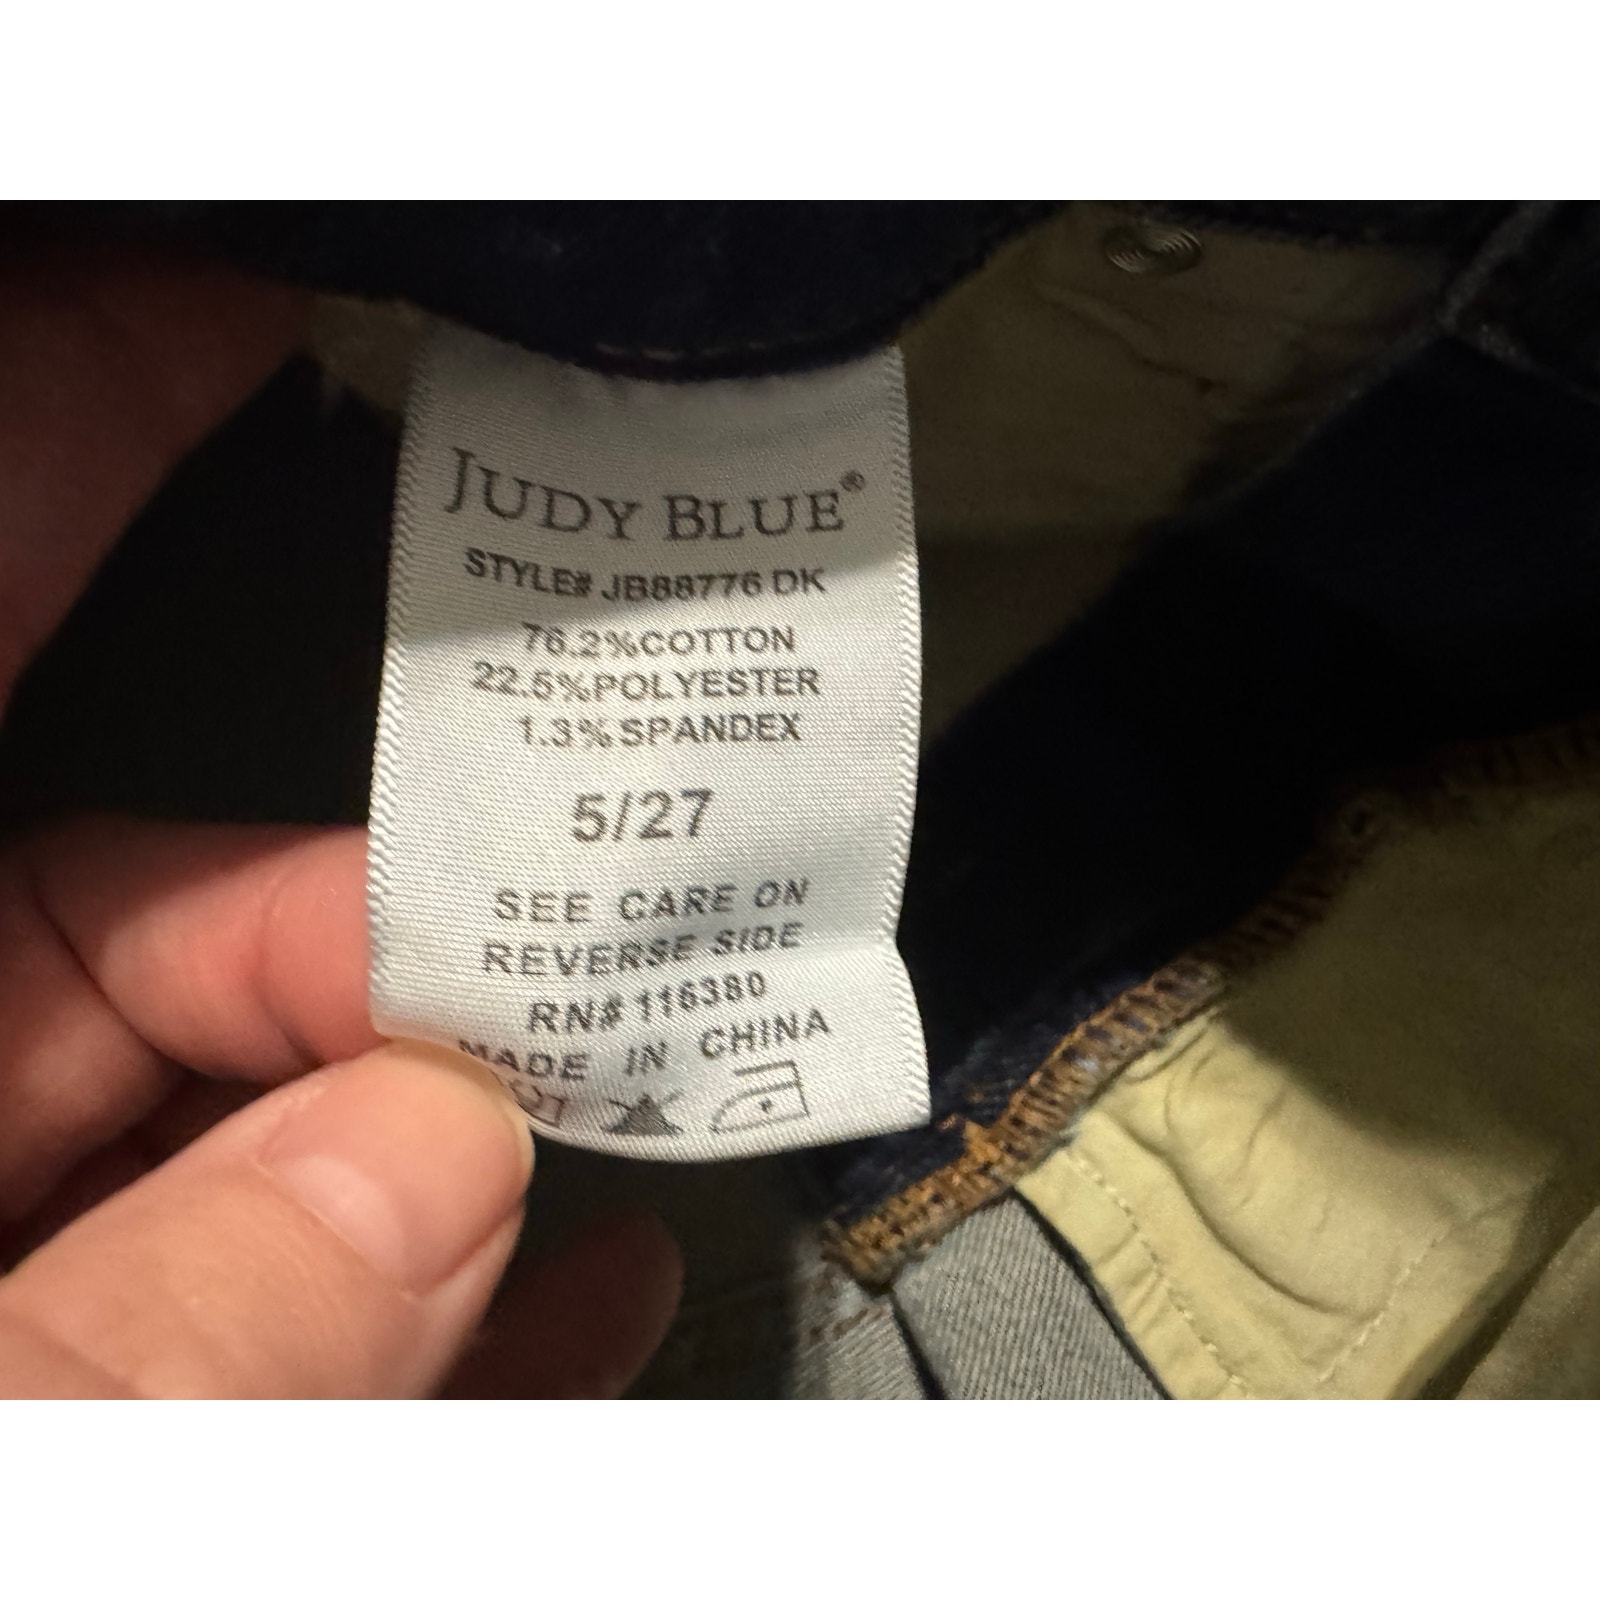 JUDY BLUE®
STYLE# JB88776 DK
76.2%COTTON
22.5%POLYESTER
1.3% SPANDEX
5/27
SEE CARE ON
REVERSE SIDE
RN# 116380
MADE IN CHINA